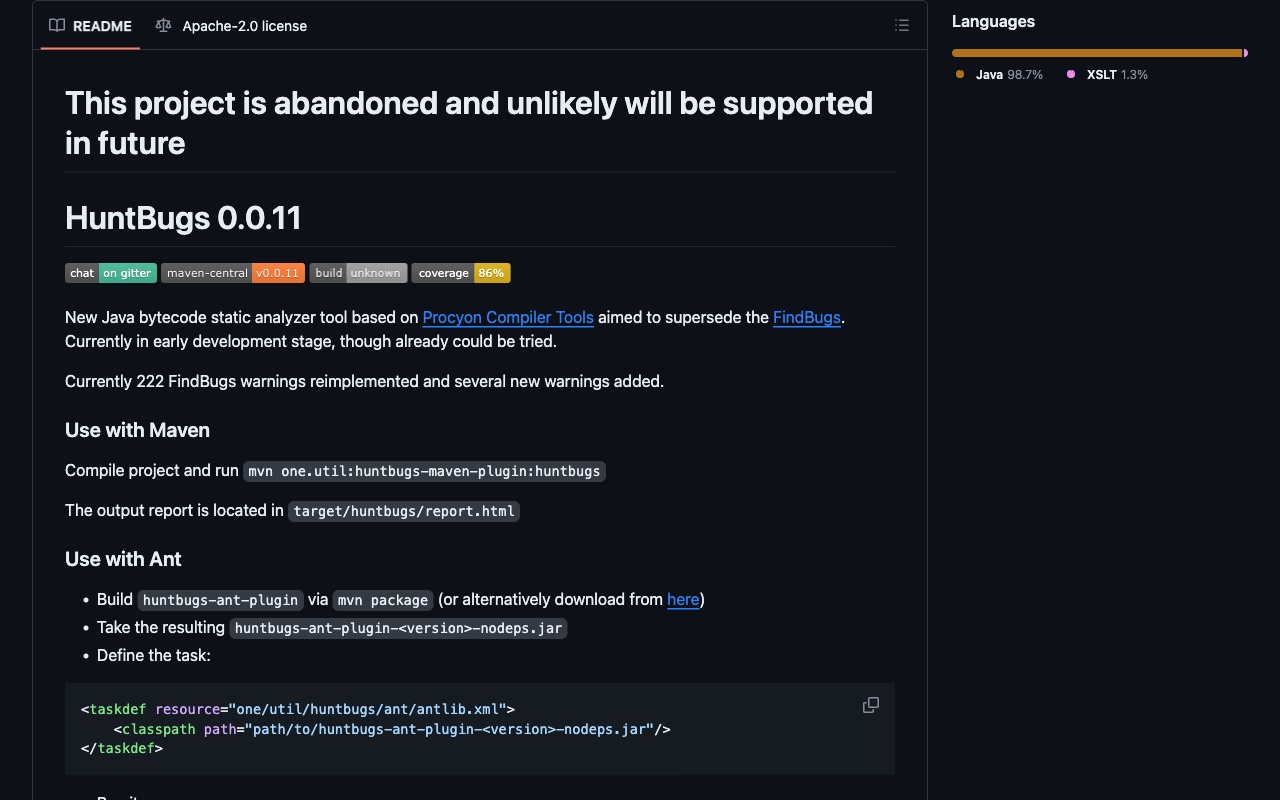 README
Apache-2.0 license
Languages
Java 98.7%
XSLT 1.3%
This project is abandoned and unlikely will be supported
in future
HuntBugs 0.0.11
chat on gitter
maven-central v0.0.11
build unknown
coverage 86%
New Java bytecode static analyzer tool based on Procyon Compiler Tools aimed to supersede the FindBugs.
Currently in early development stage, though already could be tried.
Currently 222 FindBugs warnings reimplemented and several new warnings added.
Use with Maven
Compile project and run mvn one.util:huntbugs-maven-plugin:huntbugs
The output report is located in target/huntbugs/report.html
Use with Ant
• Build huntbugs-ant-plugin via mvn package (or alternatively download from here)
• Take the resulting huntbugs-ant-plugin-<version>-nodeps.jar
• Define the task:
<taskdef resource="one/util/huntbugs/ant/antlib.xml">
    <classpath path="path/to/huntbugs-ant-plugin-<version>-nodeps.jar"/>
</taskdef>